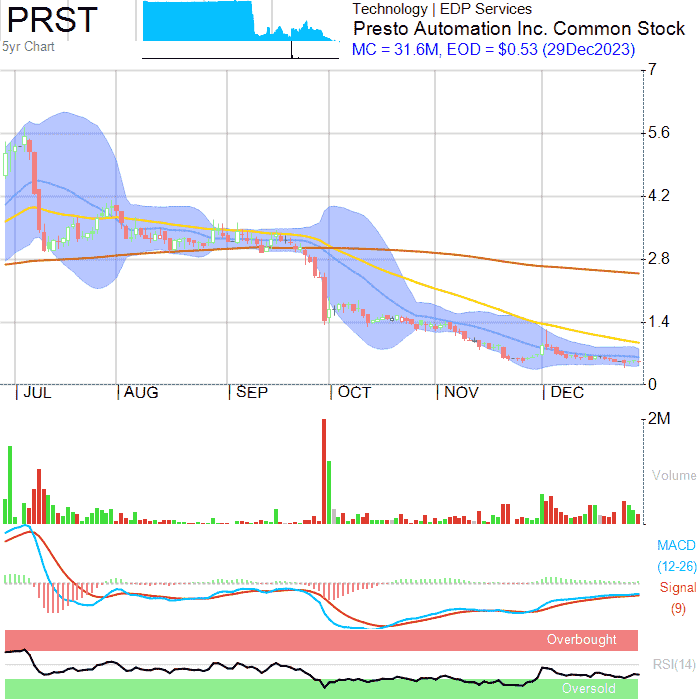 PRST
5yr Chart
Technology | EDP Services
Presto Automation Inc. Common Stock
MC = 31.6M, EOD = $0.53 (29Dec2023)
7
5.6
4.2
2.8
1.4
0
JUL AUG SEP OCT NOV DEC
2M
Volume
MACD
(12-26)
Signal
(9)
Overbought
RSI(14)
Oversold